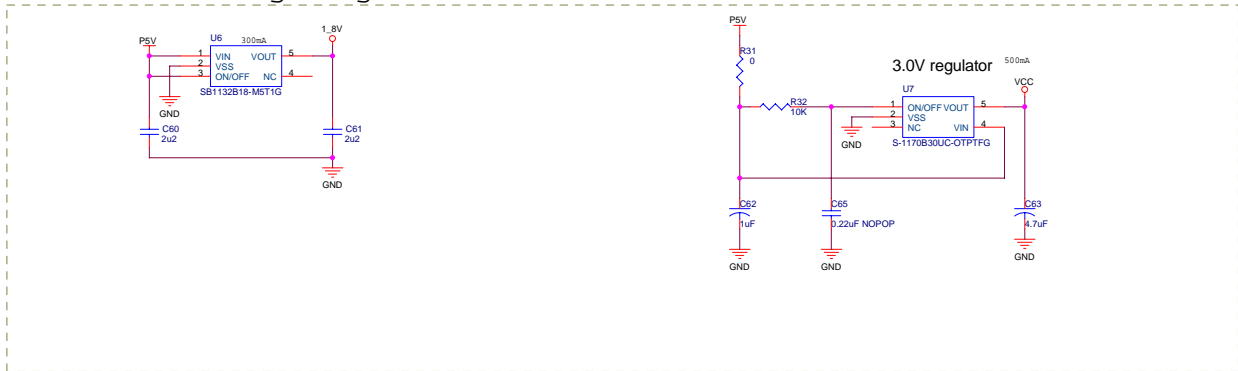 P5V
U6 300mA
1_8V
1 VIN VOUT 5
2 VSS
3 ON/OFF NC 4
SB1132B18-M5T1G
GND
C60
2u2
C61
2u2
GND
P5V
R31
0
R32
10K
3.0V regulator 500mA
U7
VCC
1 ON/OFF VOUT 5
2 VSS
3 NC VIN 4
S-1170B30UC-OTPTFG
GND
C62
1uF
GND
C65
0.22uF NOPOP
GND
C63
4.7uF
GND